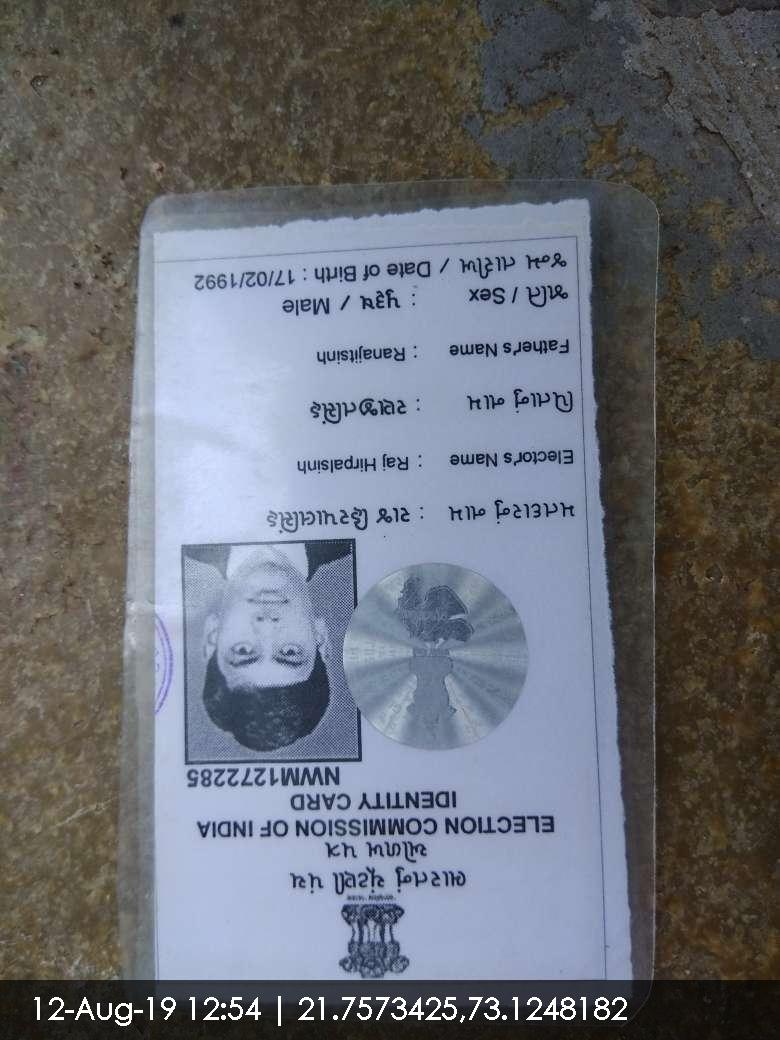 12-Aug-19 12:54 | 21.7573425,73.1248182
ભારતનું ચૂંટણી પંચ
ઓળખ પત્ર
ELECTION COMMISSION OF INDIA
IDENTITY CARD
NWM1272285
મતદારનું નામ : રાજ હિરપાલસિંહ
Elector's Name : Raj Hirpalsinh
પિતાનું નામ : રણજીતસિંહ
Father's Name : Ranajitsinh
જાતિ / Sex : પુરૂષ / Male
જન્મ તારીખ / Date of Birth : 17/02/1992